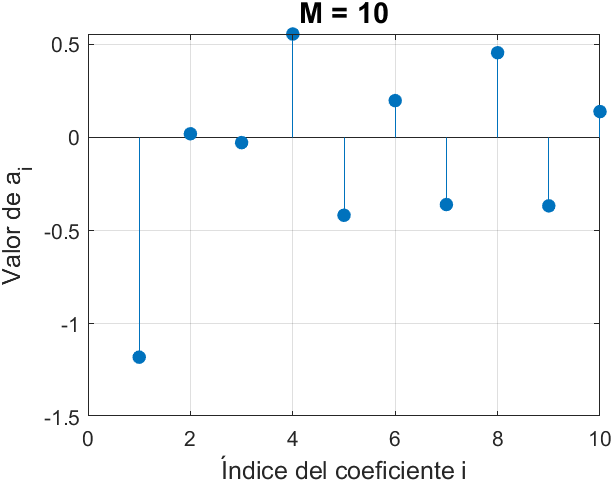 M = 10
0.5
0
-0.5
-1
-1.5
Valor de a_i
0 2 4 6 8 10
Índice del coeficiente i